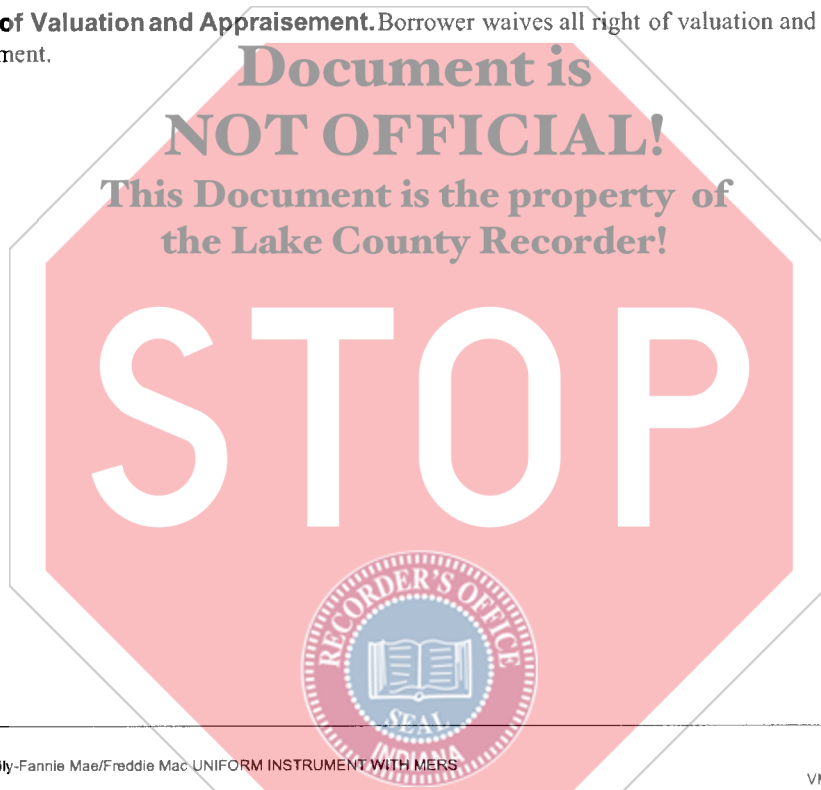 of Valuation and Appraisement. Borrower waives all right of valuation and
ment.
Document is
NOT OFFICIAL!
This Document is the property of
the Lake County Recorder!
STOP
RECORDER'S OFFICE
SEAL
INDIANA
ily-Fannie Mae/Freddie Mac UNIFORM INSTRUMENT WITH MERS
VM